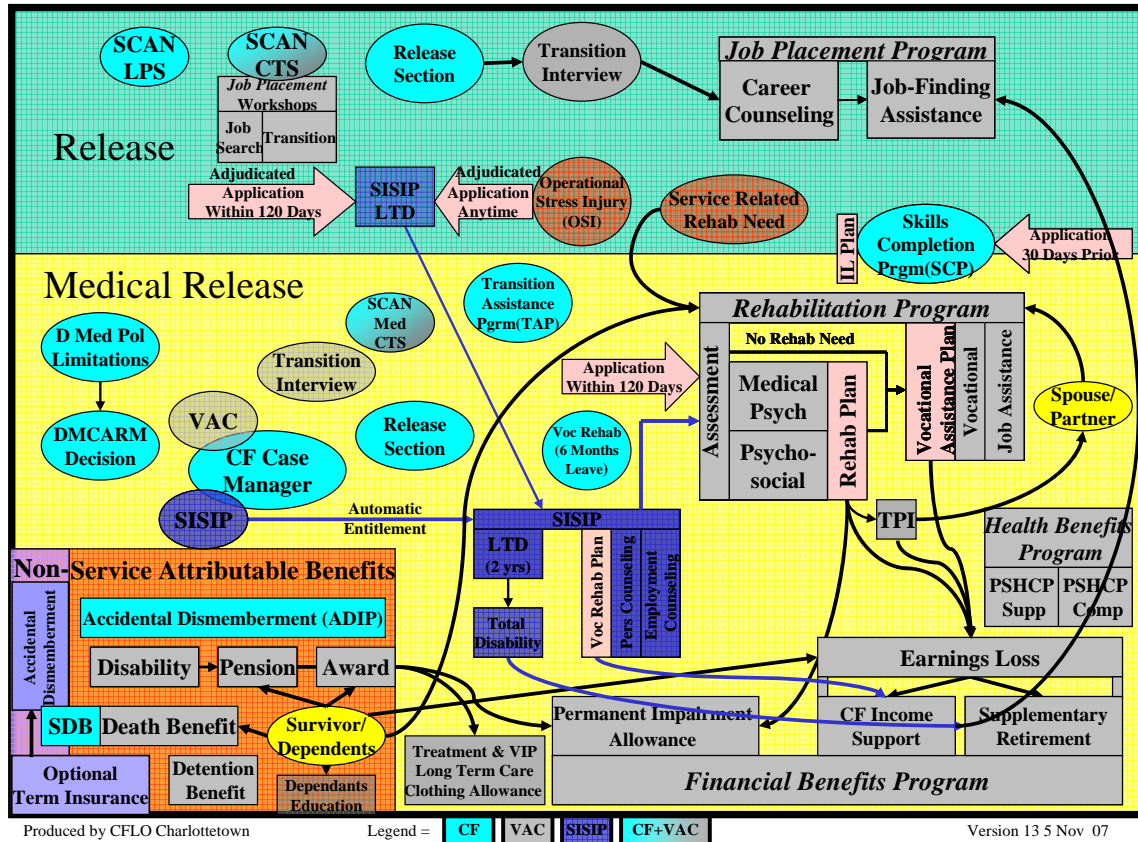 SCAN
LPS
SCAN
CTS
Job Placement
Workshops
Job
Search
Transition
Release
Section
Transition
Interview
Job Placement Program
Career
Counseling
Job-Finding
Assistance
Release
Adjudicated
Application
Within 120 Days
SISIP
LTD
Adjudicated
Application
Anytime
Operational
Stress Injury
(OSI)
Service Related
Rehab Need
IL Plan
Skills
Completion
Prgm(SCP)
Application
30 Days Prior
Medical Release
D Med Pol
Limitations
DMCARM
Decision
SCAN
Med
CTS
Transition
Interview
VAC
CF Case
Manager
SISIP
Transition
Assistance
Pgrm(TAP)
Release
Section
Voc Rehab
(6 Months
Leave)
Application
Within 120 Days
Rehabilitation Program
Assessment
No Rehab Need
Medical
Psych
Psycho-
social
Rehab Plan
Vocational
Assistance Plan
Vocational
Job Assistance
Spouse/
Partner
TPI
Health Benefits
Program
PSHCP
Supp
PSHCP
Comp
Automatic
Entitlement
SISIP
LTD
(2 yrs)
Total
Disability
Voc Rehab Plan
Pers Counseling
Employment
Counseling
Non-Service Attributable Benefits
Accidental
Dismemberment
Accidental Dismemberment (ADIP)
Disability
Pension
Award
SDB
Death Benefit
Survivor/
Dependents
Optional
Term Insurance
Detention
Benefit
Dependants
Education
Treatment & VIP
Long Term Care
Clothing Allowance
Permanent Impairment
Allowance
Earnings Loss
CF Income
Support
Supplementary
Retirement
Financial Benefits Program
Produced by CFLO Charlottetown
Legend =
CF
VAC
SISIP
CF+VAC
Version 13 5 Nov 07